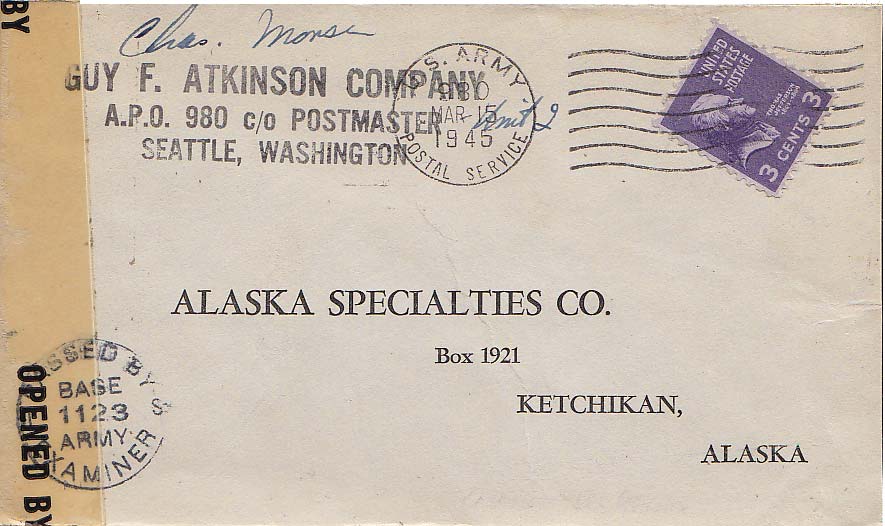 BY
Chas. Morse
GUY F. ATKINSON COMPANY
A.P.O. 980 c/o POSTMASTER - Unit 2
SEATTLE, WASHINGTON
U.S. ARMY
980
MAR 15
1945
POSTAL SERVICE
UNITED
STATES
POSTAGE
3 CENTS 3
ALASKA SPECIALTIES CO.
Box 1921
KETCHIKAN,
ALASKA
PASSED BY
BASE
1123
ARMY
EXAMINER
OPENED BY